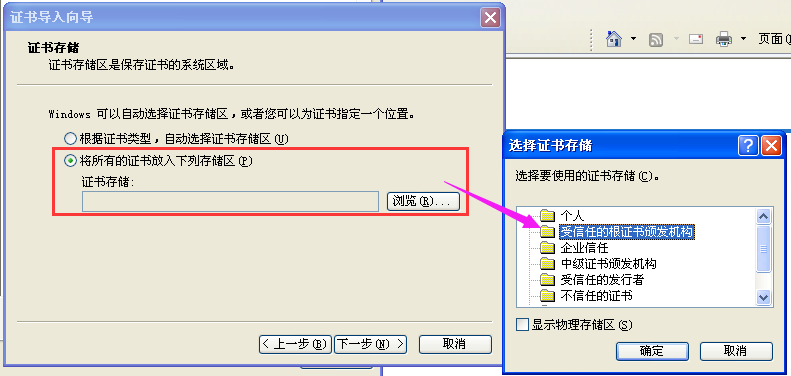 证书导入向导
证书存储
证书存储区是保存证书的系统区域。
Windows 可以自动选择证书存储区，或者您可以为证书指定一个位置。
根据证书类型，自动选择证书存储区(U)
将所有的证书放入下列存储区(P)
证书存储:
浏览(R)...
< 上一步(B)
下一步(N) >
取消
页面(
选择证书存储
选择要使用的证书存储(C)。
个人
受信任的根证书颁发机构
企业信任
中级证书颁发机构
受信任的发行者
不信任的证书
显示物理存储区(S)
确定
取消